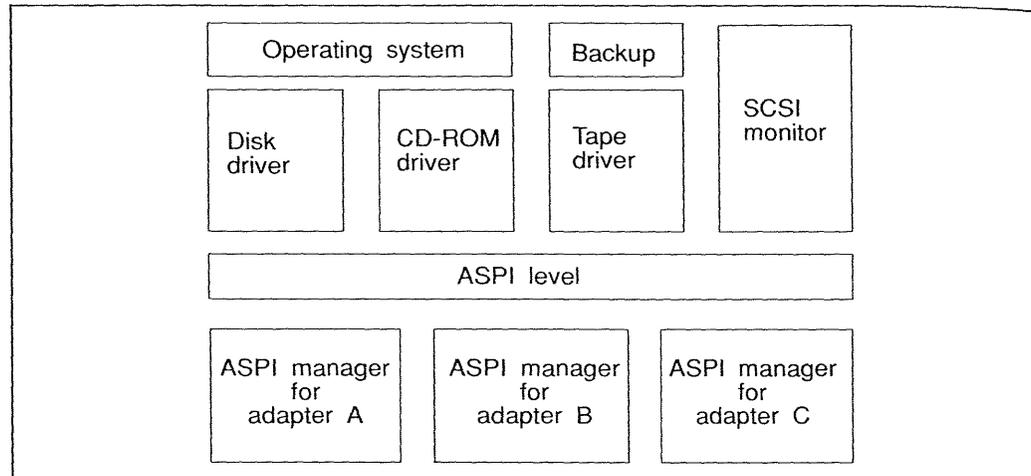 Operating system
Backup
SCSI
monitor
Disk
driver
CD-ROM
driver
Tape
driver
ASPI level
ASPI manager
for
adapter A
ASPI manager
for
adapter B
ASPI manager
for
adapter C